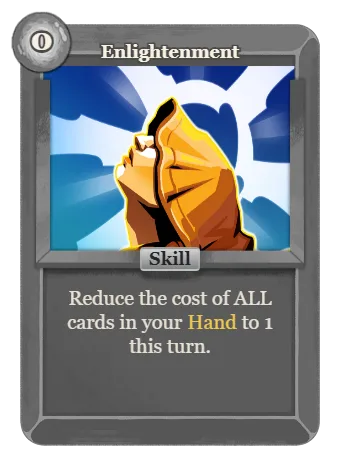 0
Enlightenment
Skill
Reduce the cost of ALL
cards in your Hand to 1
this turn.